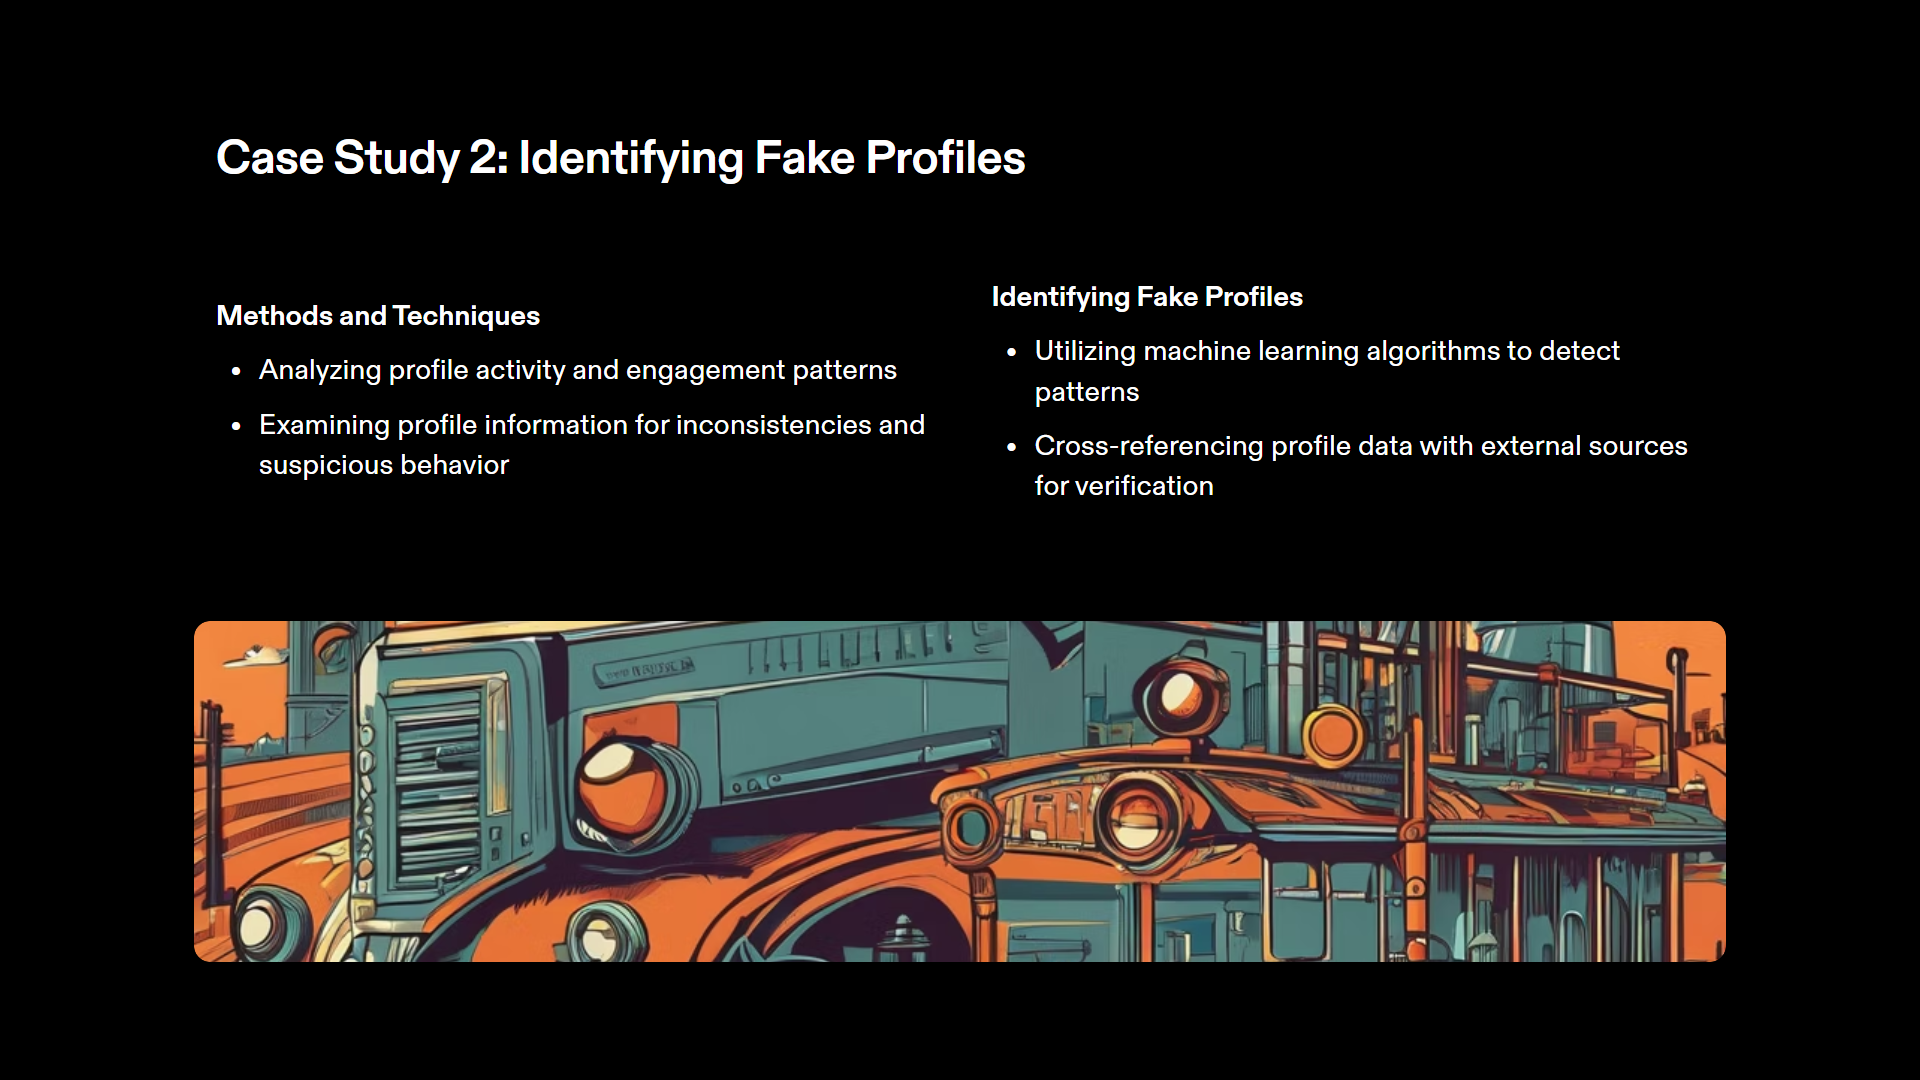 Case Study 2: Identifying Fake Profiles
Methods and Techniques
• Analyzing profile activity and engagement patterns
• Examining profile information for inconsistencies and
suspicious behavior
Identifying Fake Profiles
• Utilizing machine learning algorithms to detect
patterns
• Cross-referencing profile data with external sources
for verification